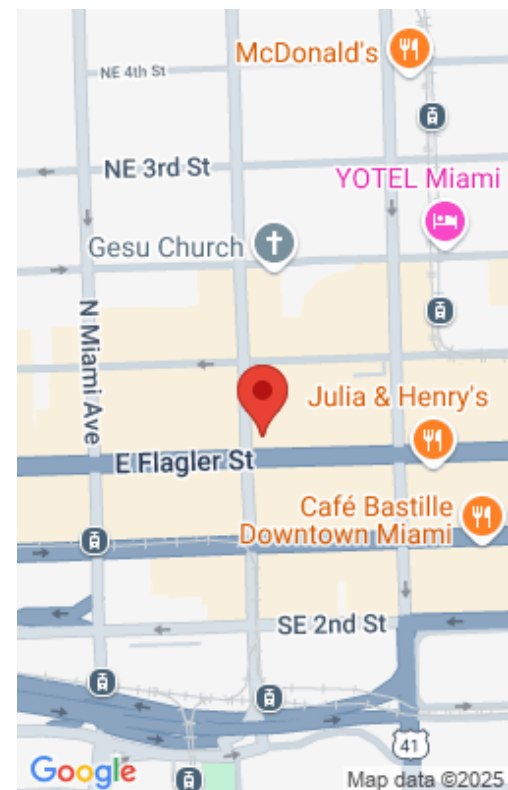 McDonald's
NE 4th St
NE 3rd St
YOTEL Miami
Gesu Church
N Miami Ave
Julia & Henry's
E Flagler St
Café Bastille
Downtown Miami
SE 2nd St
41
Google
Map data ©2025